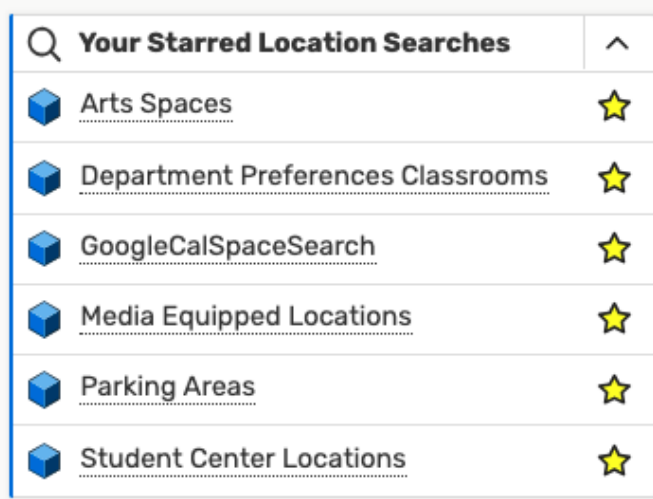 Your Starred Location Searches
Arts Spaces
Department Preferences Classrooms
GoogleCalSpaceSearch
Media Equipped Locations
Parking Areas
Student Center Locations